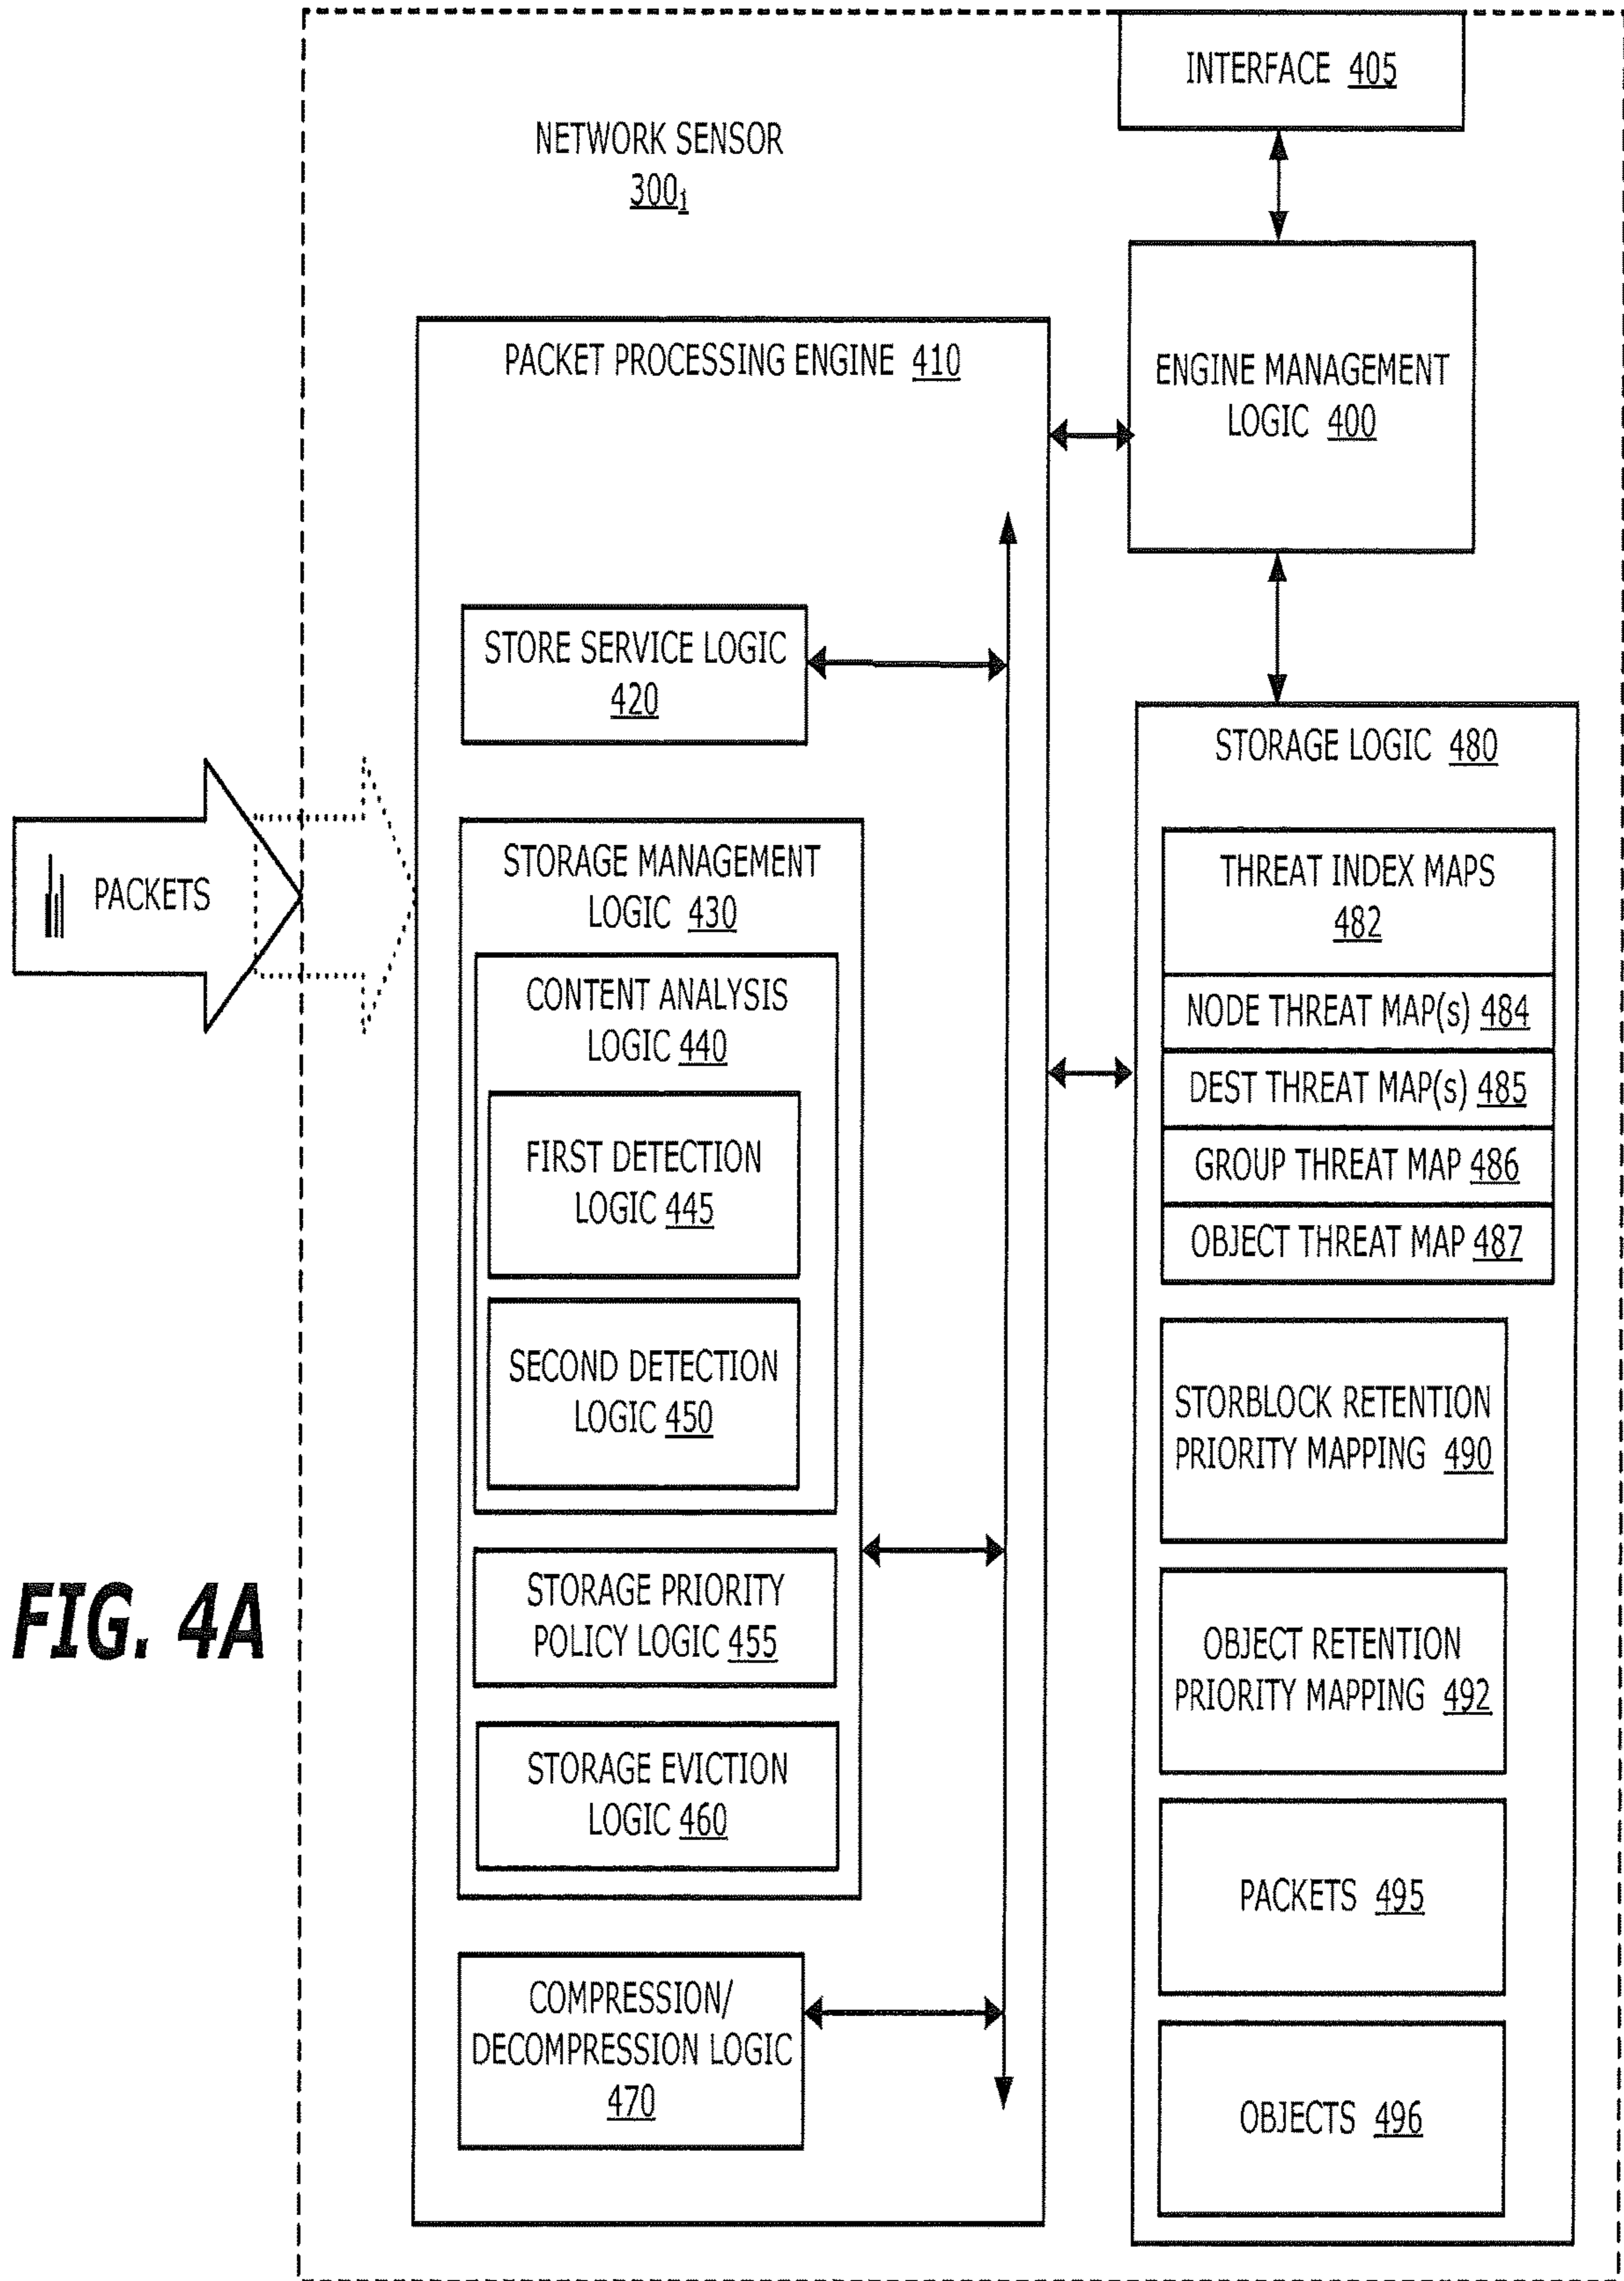 INTERFACE 405
NETWORK SENSOR
300₁
PACKET PROCESSING ENGINE 410
ENGINE MANAGEMENT
LOGIC 400
STORE SERVICE LOGIC
420
PACKETS
STORAGE MANAGEMENT
LOGIC 430
CONTENT ANALYSIS
LOGIC 440
FIRST DETECTION
LOGIC 445
SECOND DETECTION
LOGIC 450
STORAGE PRIORITY
POLICY LOGIC 455
STORAGE EVICTION
LOGIC 460
COMPRESSION/
DECOMPRESSION LOGIC
470
STORAGE LOGIC 480
THREAT INDEX MAPS
482
NODE THREAT MAP(s) 484
DEST THREAT MAP(s) 485
GROUP THREAT MAP 486
OBJECT THREAT MAP 487
STORBLOCK RETENTION
PRIORITY MAPPING 490
OBJECT RETENTION
PRIORITY MAPPING 492
PACKETS 495
OBJECTS 496
FIG. 4A